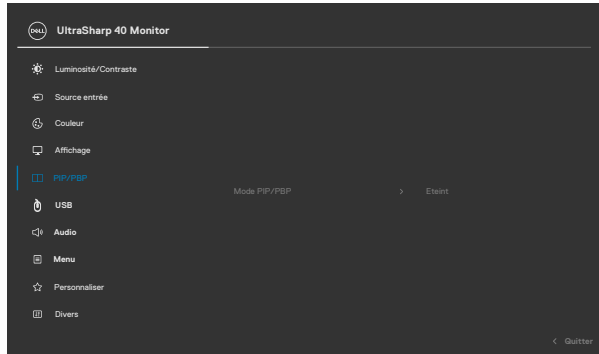 DELL UltraSharp 40 Monitor
Luminosité/Contraste
Source entrée
Couleur
Affichage
PIP/PBP
Mode PIP/PBP > Eteint
USB
Audio
Menu
Personnaliser
Divers
< Quitter